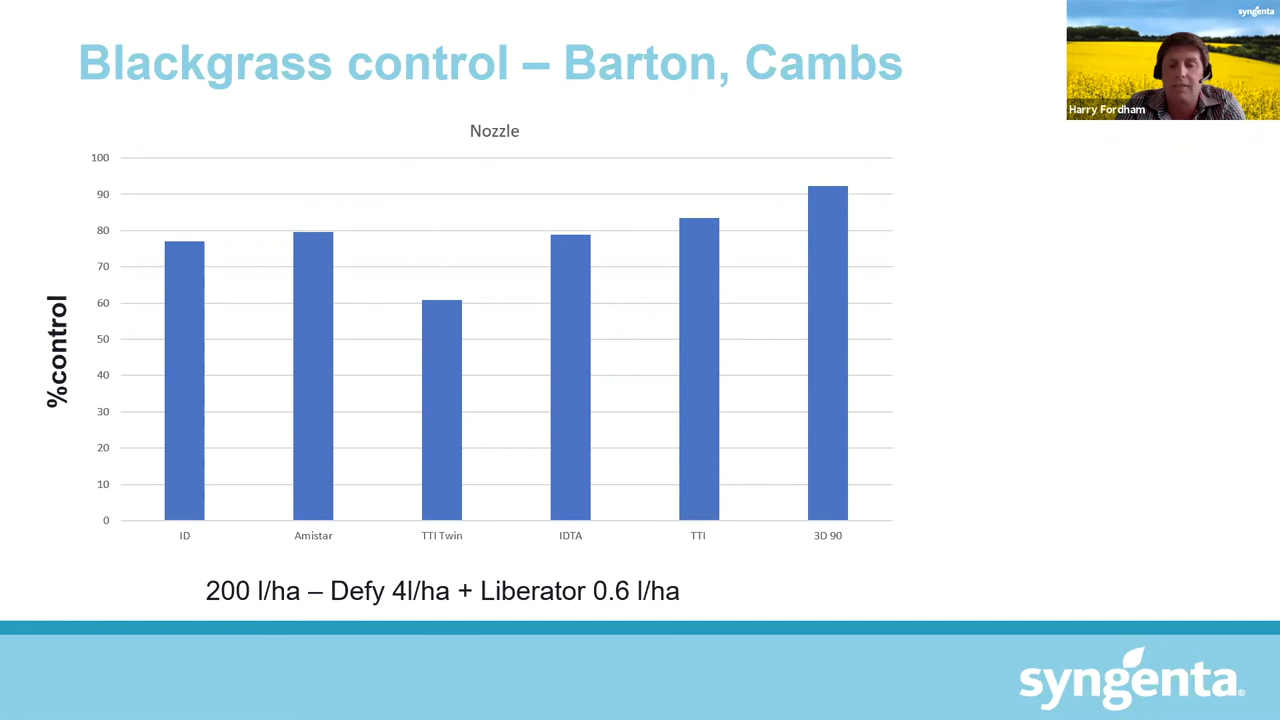 Blackgrass control – Barton, Cambs
syngenta
Harry Fordham
Nozzle
100
90
80
70
60
50
40
30
20
10
0
%control
ID
Amistar
TTI Twin
IDTA
TTI
3D 90
200 l/ha – Defy 4l/ha + Liberator 0.6 l/ha
syngenta®